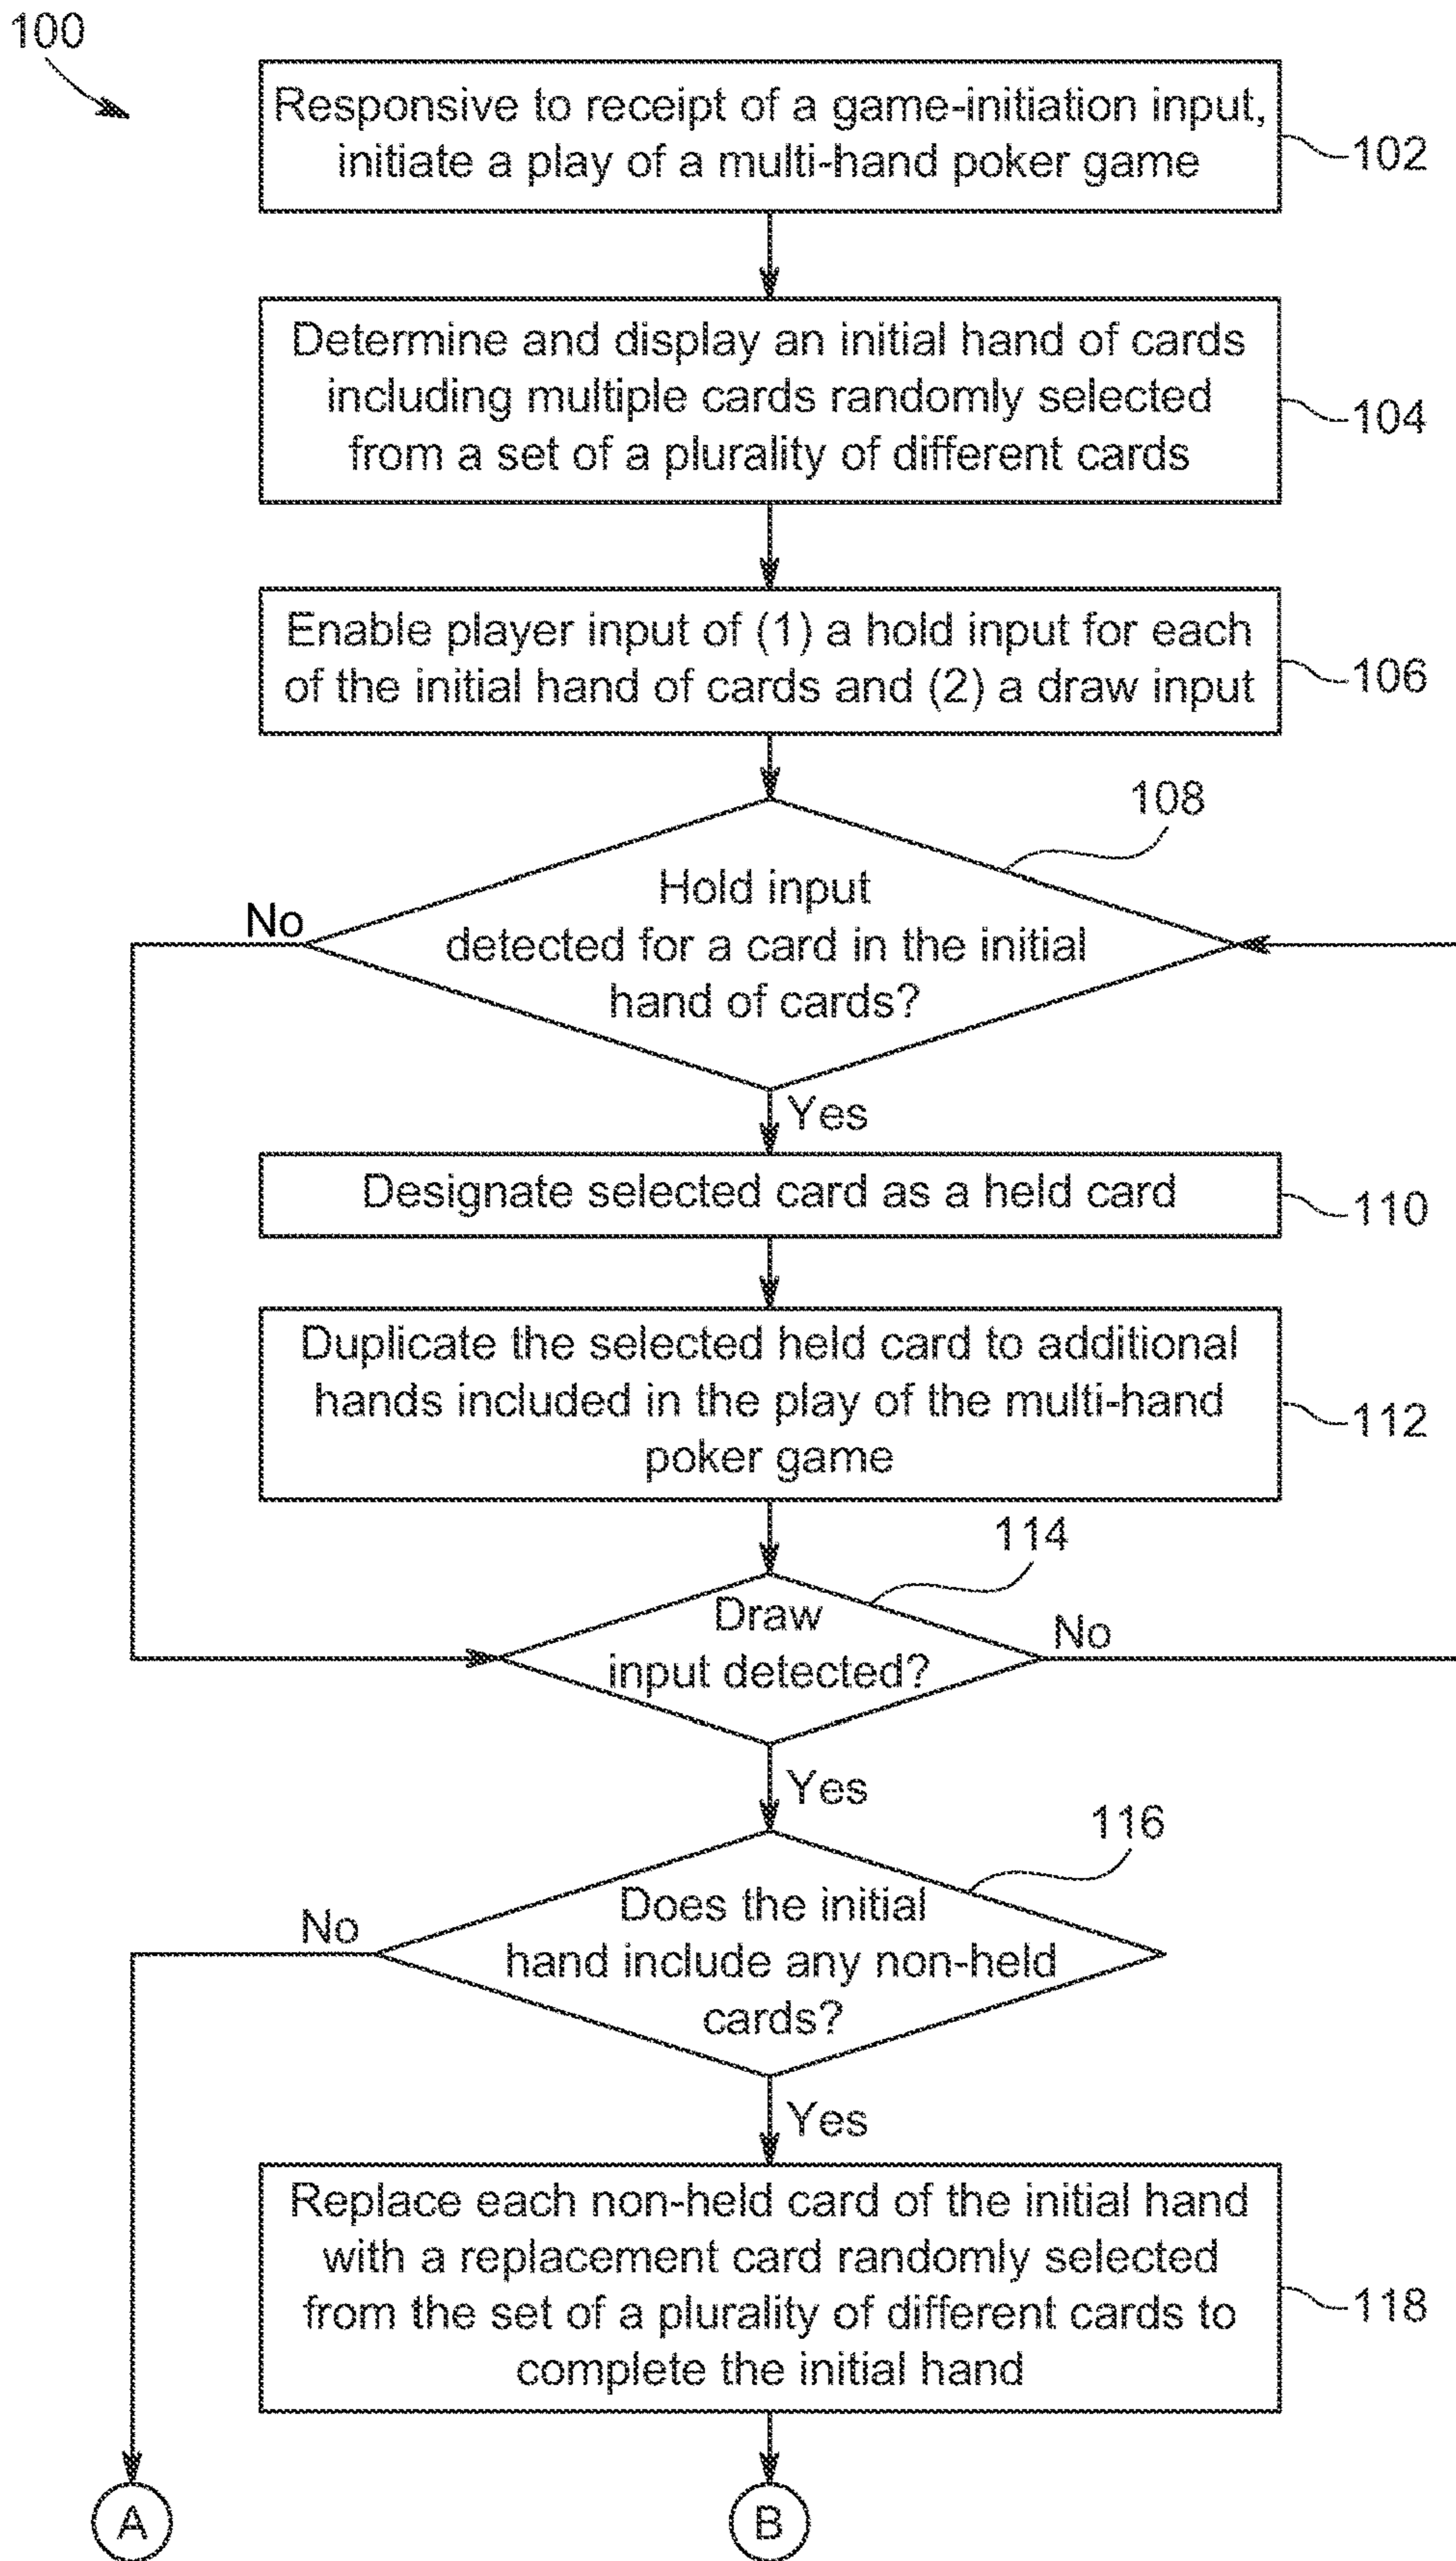 100
Responsive to receipt of a game-initiation input,
initiate a play of a multi-hand poker game
102
Determine and display an initial hand of cards
including multiple cards randomly selected
from a set of a plurality of different cards
104
Enable player input of (1) a hold input for each
of the initial hand of cards and (2) a draw input
106
108
Hold input
detected for a card in the initial
hand of cards?
No
Yes
Designate selected card as a held card
110
Duplicate the selected held card to additional
hands included in the play of the multi-hand
poker game
112
114
Draw
input detected?
No
Yes
116
Does the initial
hand include any non-held
cards?
No
Yes
Replace each non-held card of the initial hand
with a replacement card randomly selected
from the set of a plurality of different cards to
complete the initial hand
118
A
B